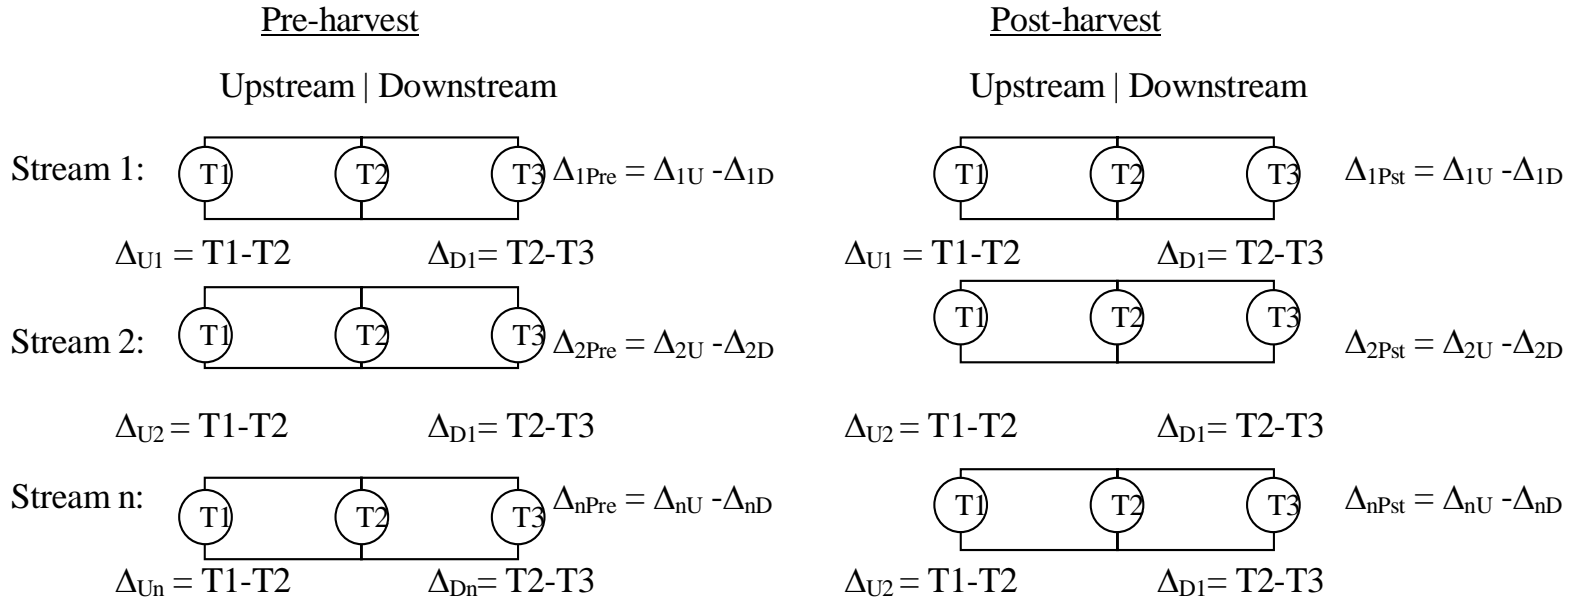 Pre-harvest Post-harvest
Upstream | Downstream Upstream | Downstream
Stream 1: T1 T2 T3 Δ1Pre = Δ1U -Δ1D T1 T2 T3 Δ1Pst = Δ1U -Δ1D
ΔU1 = T1-T2 ΔD1= T2-T3 ΔU1 = T1-T2 ΔD1= T2-T3
Stream 2: T1 T2 T3 Δ2Pre = Δ2U -Δ2D T1 T2 T3 Δ2Pst = Δ2U -Δ2D
ΔU2 = T1-T2 ΔD1= T2-T3 ΔU2 = T1-T2 ΔD1= T2-T3
Stream n: T1 T2 T3 ΔnPre = ΔnU -ΔnD T1 T2 T3 ΔnPst = ΔnU -ΔnD
ΔUn = T1-T2 ΔDn= T2-T3 ΔU2 = T1-T2 ΔD1= T2-T3